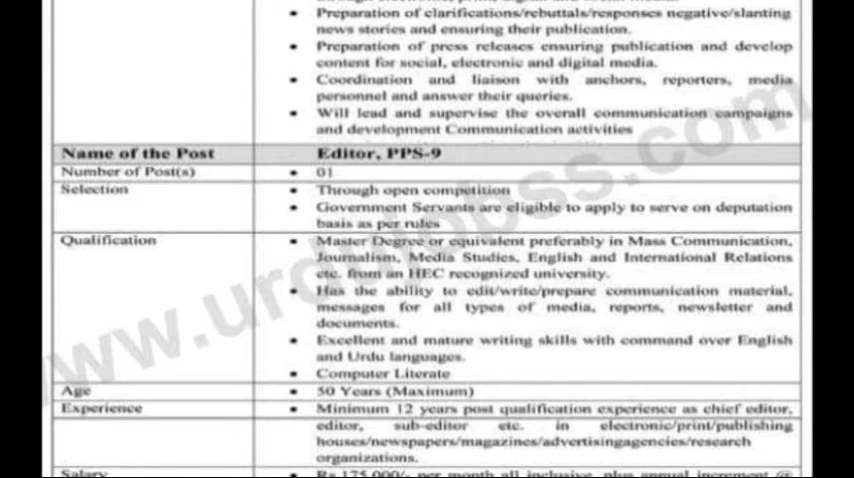 • Preparation of clarifications/rebuttals/responses negative/slanting
news stories and ensuring their publication.
• Preparation of press releases ensuring publication and develop
content for social, electronic and digital media.
• Coordination and liaison with anchors, reporters, media
personnel and answer their queries.
• Will lead and supervise the overall communication campaigns
and development Communication activities
Name of the Post Editor, PPS-9
Number of Post(s) • 01
Selection • Through open competition
• Government Servants are eligible to apply to serve on deputation
basis as per rules
Qualification • Master Degree or equivalent preferably in Mass Communication,
Journalism, Media Studies, English and International Relations
etc. from an HEC recognized university.
• Has the ability to edit/write/prepare communication material,
messages for all types of media, reports, newsletter and
documents.
• Excellent and mature writing skills with command over English
and Urdu languages.
• Computer Literate
Age • 50 Years (Maximum)
Experience • Minimum 12 years post qualification experience as chief editor,
editor, sub-editor etc. in electronic/print/publishing
houses/newspapers/magazines/advertisingagencies/research
organizations.
Salary • Rs.175,000/- per month all inclusive, plus annual increment @
www.urdujobss.com